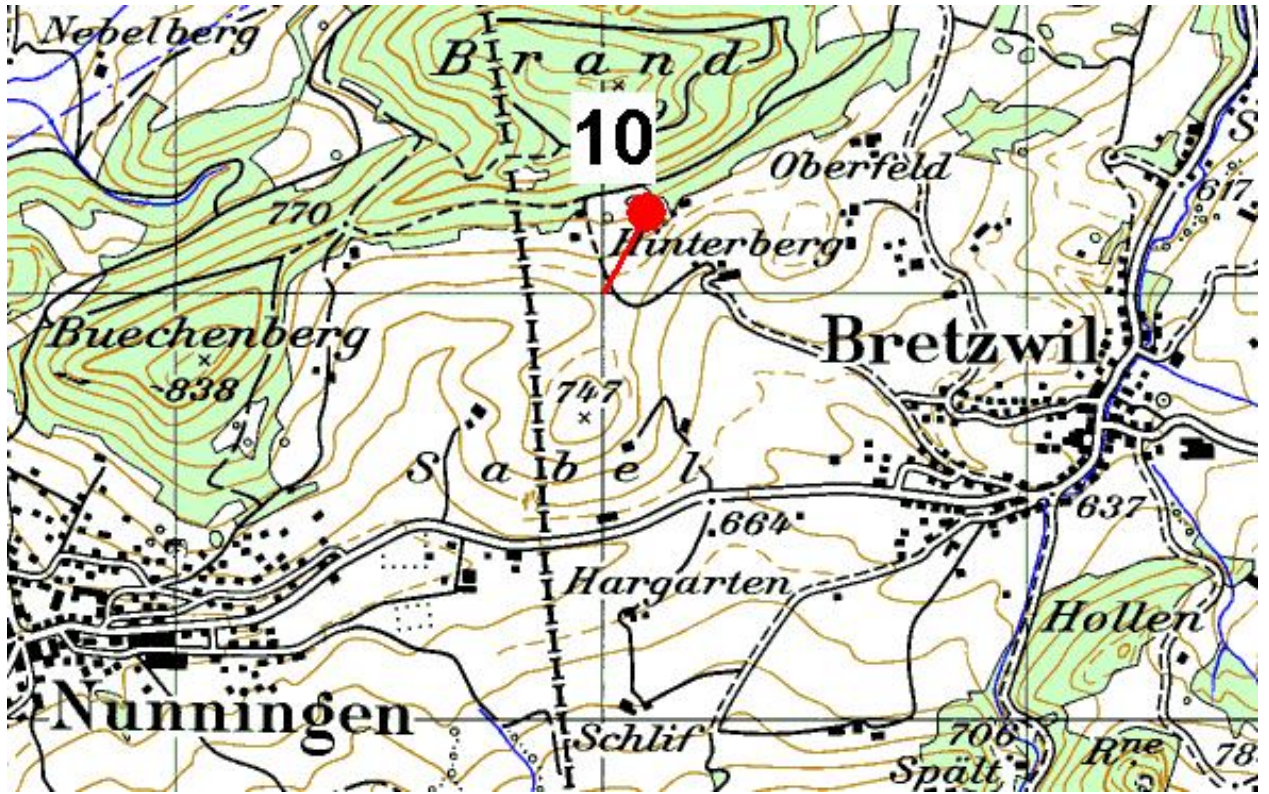 Nebelberg
Brand
10
Oberfeld
617
770
Hinterberg
Buechenberg
Bretzwil
838
747
Sabel
664
637
Hargarten
Hollen
Nunningen
Schlif
706
Rne
Spält